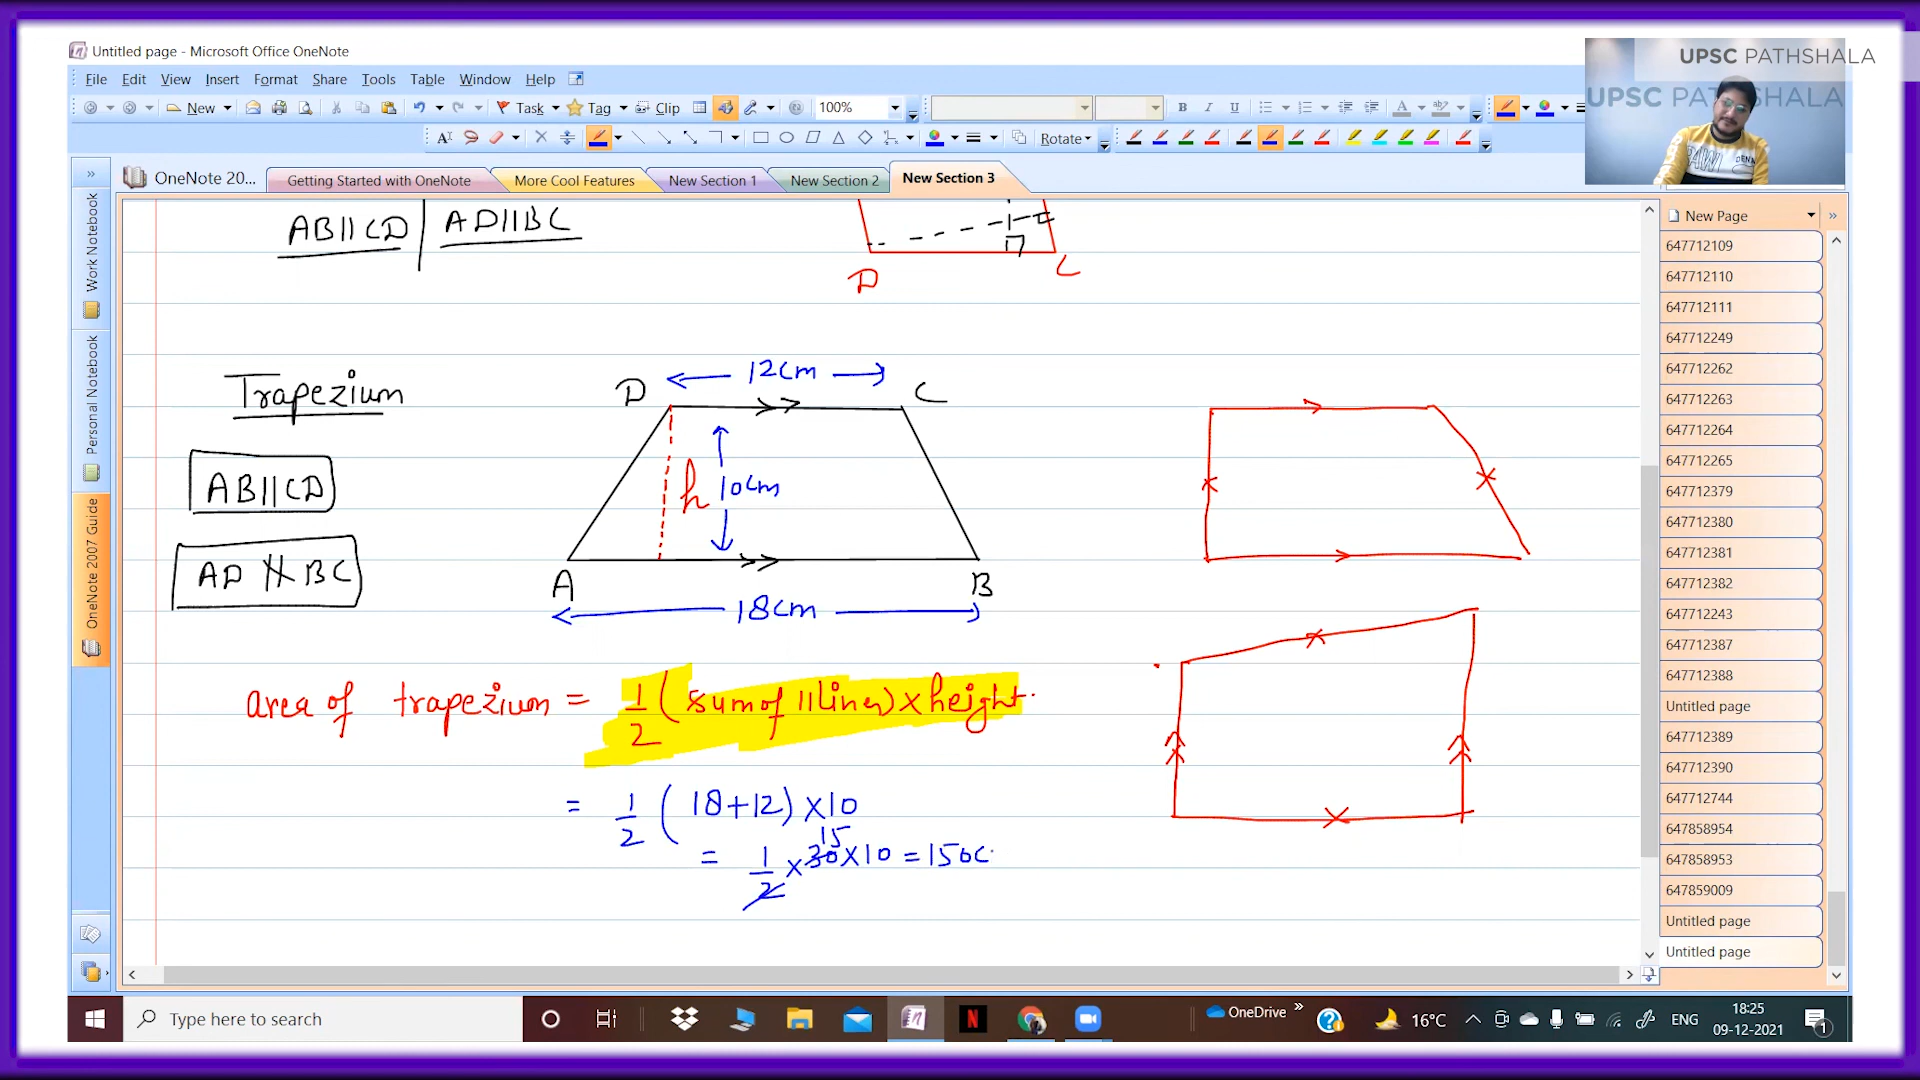 Untitled page - Microsoft Office OneNote
UPSC PATHSHALA
UPSC PATHSHALA
File Edit View Insert Format Share Tools Table Window Help
New Task Tag Clip 100% B I U A ab
A Rotate
OneNote 20... Getting Started with OneNote More Cool Features New Section 1 New Section 2 New Section 3
Work Notebook
Personal Notebook
OneNote 2007 Guide
AB||CD AD||BC
D C
Trapezium
D 12cm C
AB||CD
h 10cm
AD ∦ BC
A B
18cm
area of trapezium = 1/2 (sum of ||lines) x height.
= 1/2 (18+12) x10
15
= 1/2 x 30 x 10 = 150c
New Page
647712109
647712110
647712111
647712249
647712262
647712263
647712264
647712265
647712379
647712380
647712381
647712382
647712243
647712387
647712388
Untitled page
647712389
647712390
647712744
647858954
647858953
647859009
Untitled page
Untitled page
Type here to search
N
OneDrive
16°C
ENG
18:25
09-12-2021
1